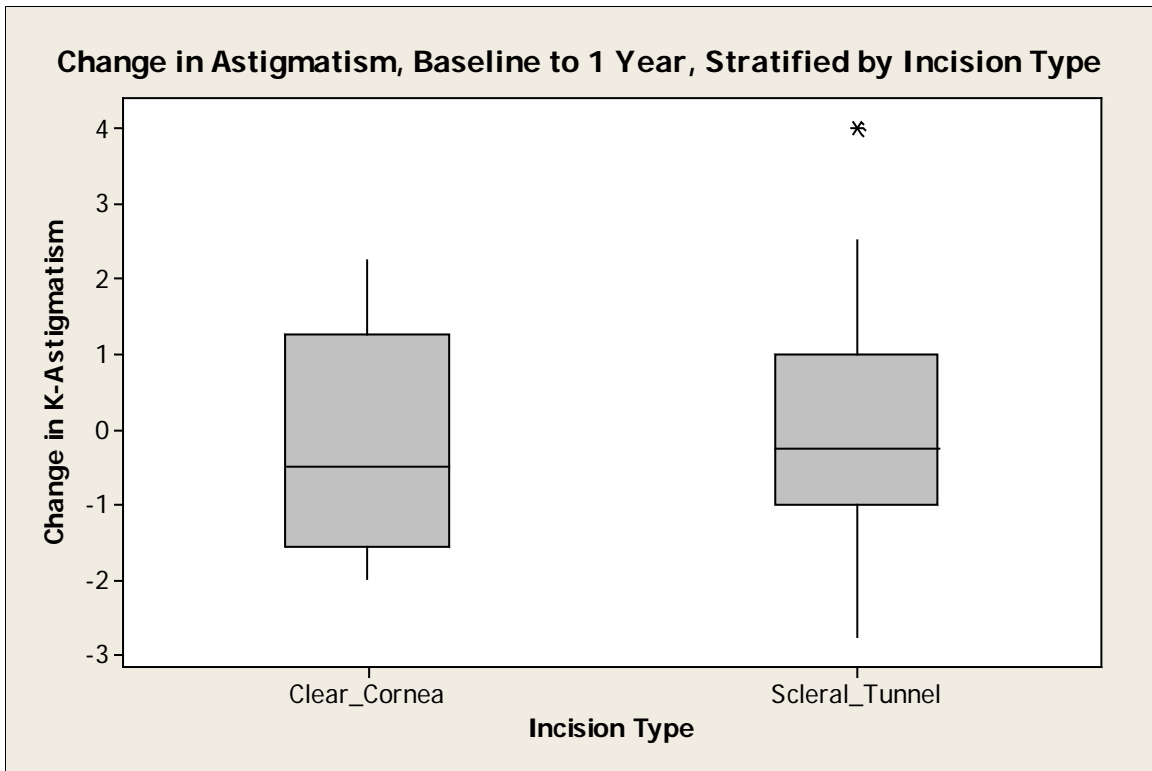 Change in Astigmatism, Baseline to 1 Year, Stratified by Incision Type
4
3
2
1
0
-1
-2
-3
Change in K-Astigmatism
Clear_Cornea
Scleral_Tunnel
Incision Type